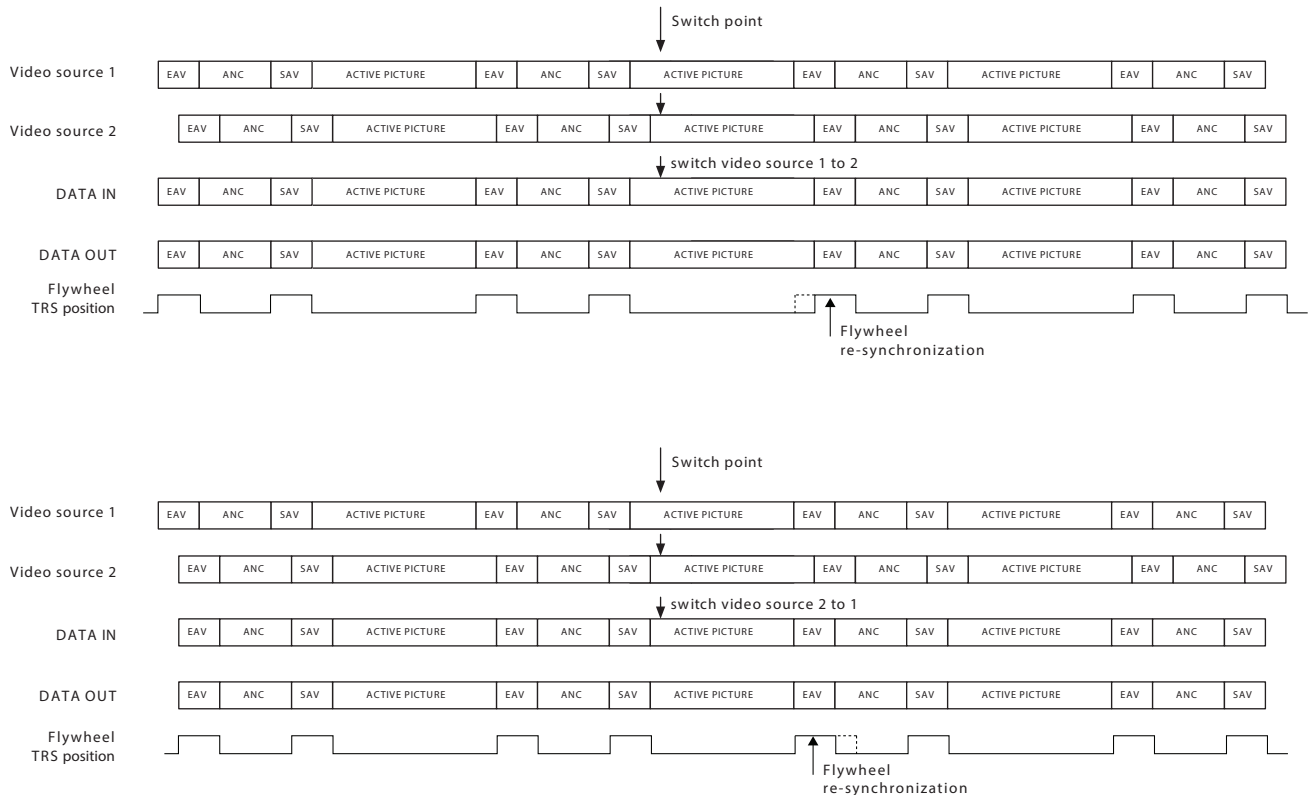 Switch point
Video source 1 EAV ANC SAV ACTIVE PICTURE EAV ANC SAV ACTIVE PICTURE EAV ANC SAV ACTIVE PICTURE EAV ANC SAV
Video source 2 EAV ANC SAV ACTIVE PICTURE EAV ANC SAV ACTIVE PICTURE EAV ANC SAV ACTIVE PICTURE EAV ANC SAV
switch video source 1 to 2
DATA IN EAV ANC SAV ACTIVE PICTURE EAV ANC SAV ACTIVE PICTURE EAV ANC SAV ACTIVE PICTURE EAV ANC SAV
DATA OUT EAV ANC SAV ACTIVE PICTURE EAV ANC SAV ACTIVE PICTURE EAV ANC SAV ACTIVE PICTURE EAV ANC SAV
Flywheel
TRS position
Flywheel
re-synchronization
Switch point
Video source 1 EAV ANC SAV ACTIVE PICTURE EAV ANC SAV ACTIVE PICTURE EAV ANC SAV ACTIVE PICTURE EAV ANC SAV
Video source 2 EAV ANC SAV ACTIVE PICTURE EAV ANC SAV ACTIVE PICTURE EAV ANC SAV ACTIVE PICTURE EAV ANC SAV
switch video source 2 to 1
DATA IN EAV ANC SAV ACTIVE PICTURE EAV ANC SAV ACTIVE PICTURE EAV ANC SAV ACTIVE PICTURE EAV ANC SAV
DATA OUT EAV ANC SAV ACTIVE PICTURE EAV ANC SAV ACTIVE PICTURE EAV ANC SAV ACTIVE PICTURE EAV ANC SAV
Flywheel
TRS position
Flywheel
re-synchronization